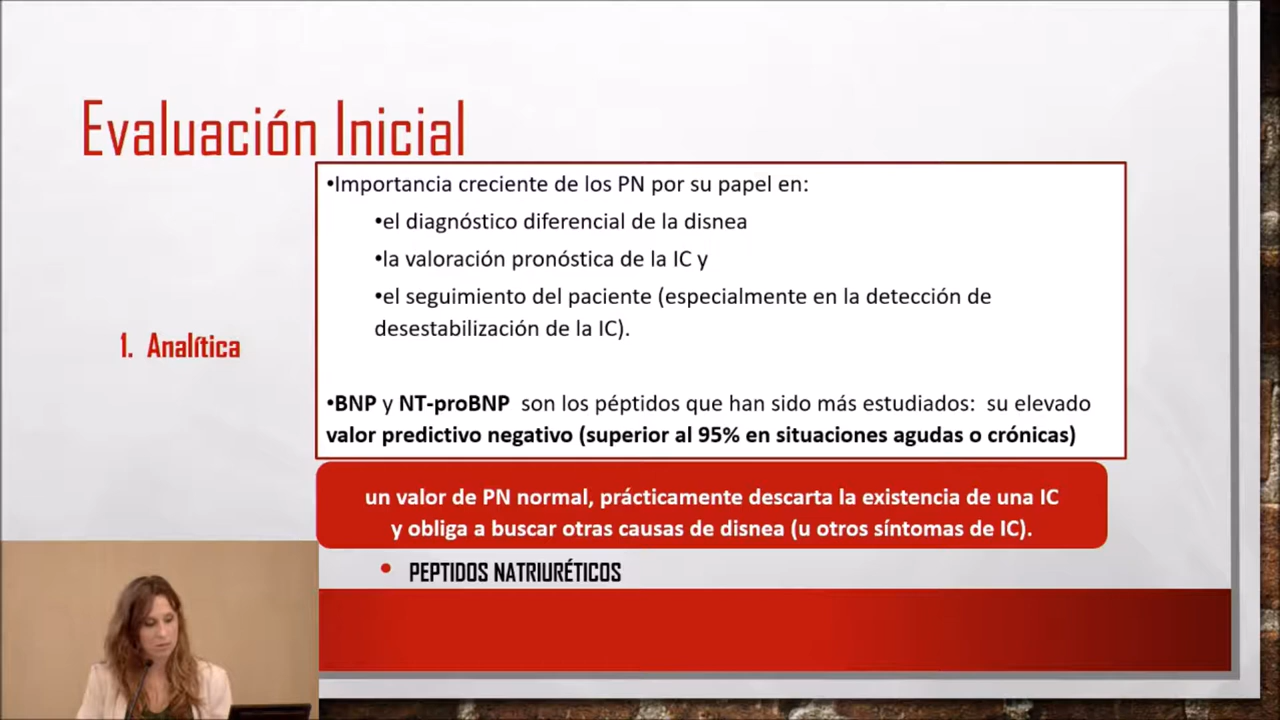 Evaluación Inicial
•Importancia creciente de los PN por su papel en:
•el diagnóstico diferencial de la disnea
•la valoración pronóstica de la IC y
•el seguimiento del paciente (especialmente en la detección de
desestabilización de la IC).
1. Analítica
•BNP y NT-proBNP son los péptidos que han sido más estudiados: su elevado
valor predictivo negativo (superior al 95% en situaciones agudas o crónicas)
un valor de PN normal, prácticamente descarta la existencia de una IC
y obliga a buscar otras causas de disnea (u otros síntomas de IC).
• PEPTIDOS NATRIURÉTICOS